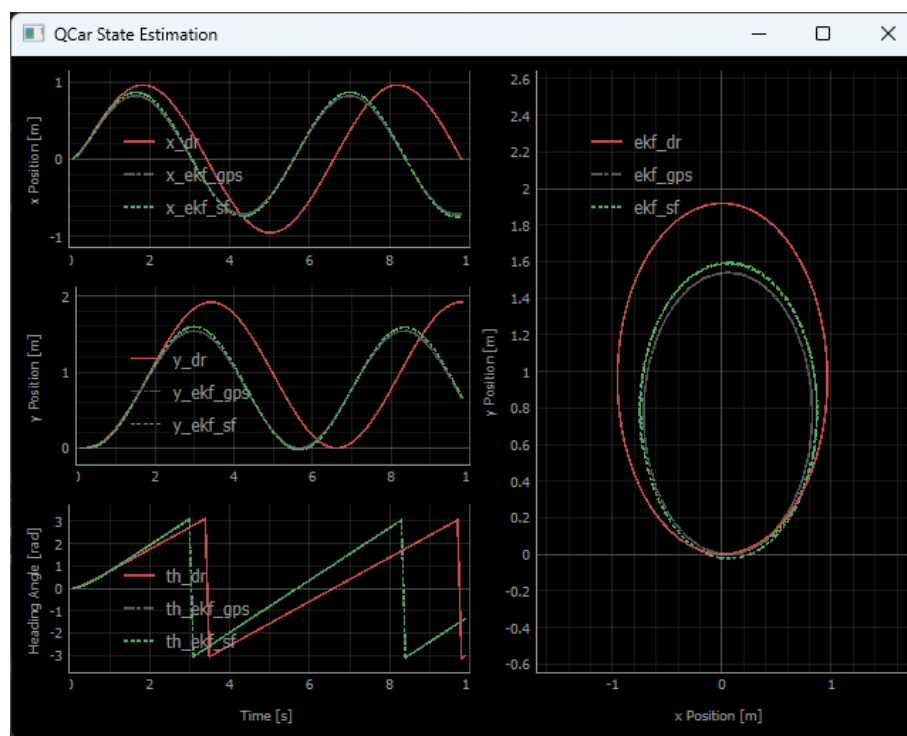 QCar State Estimation
x Position [m]
1
0
-1
x_dr
x_ekf_gps
x_ekf_sf
0 2 4 6 8 1
y Position [m]
2
1
0
y_dr
y_ekf_gps
y_ekf_sf
2 4 6 8 1
Heading Angle [rad]
3
2
1
0
-1
-2
-3
th_dr
th_ekf_gps
th_ekf_sf
2 4 6 8 1
Time [s]
y Position [m]
2.6
2.4
2.2
2
1.8
1.6
1.4
1.2
1
0.8
0.6
0.4
0.2
0
-0.2
-0.4
-0.6
ekf_dr
ekf_gps
ekf_sf
-1 0 1
x Position [m]